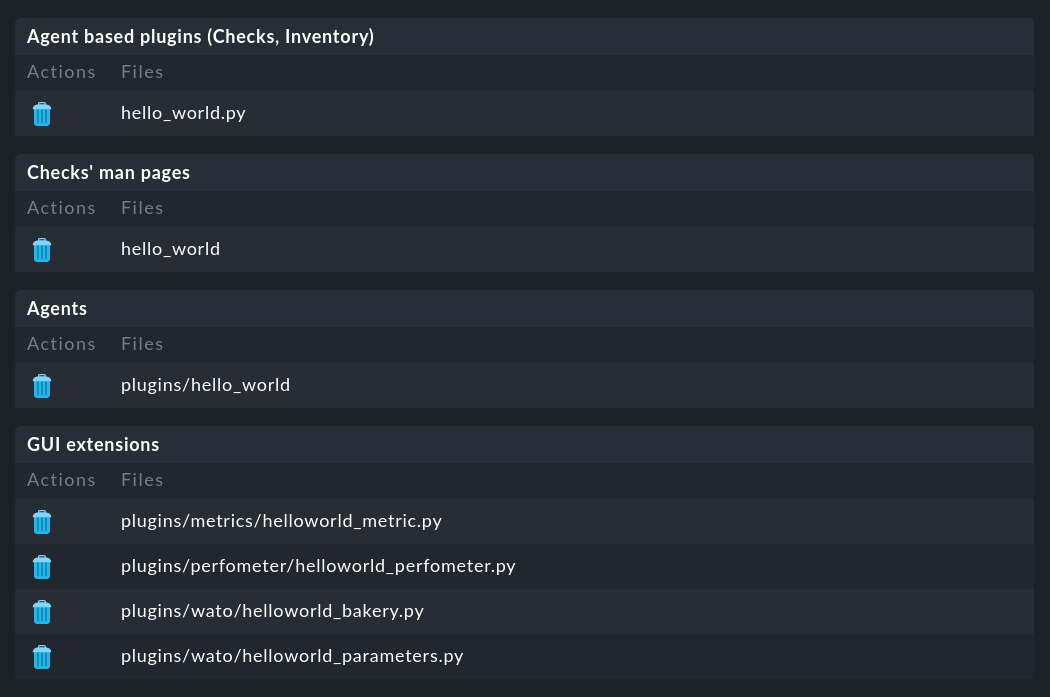 Agent based plugins (Checks, Inventory)
Actions Files
hello_world.py
Checks' man pages
Actions Files
hello_world
Agents
Actions Files
plugins/hello_world
GUI extensions
Actions Files
plugins/metrics/helloworld_metric.py
plugins/perfometer/helloworld_perfometer.py
plugins/wato/helloworld_bakery.py
plugins/wato/helloworld_parameters.py